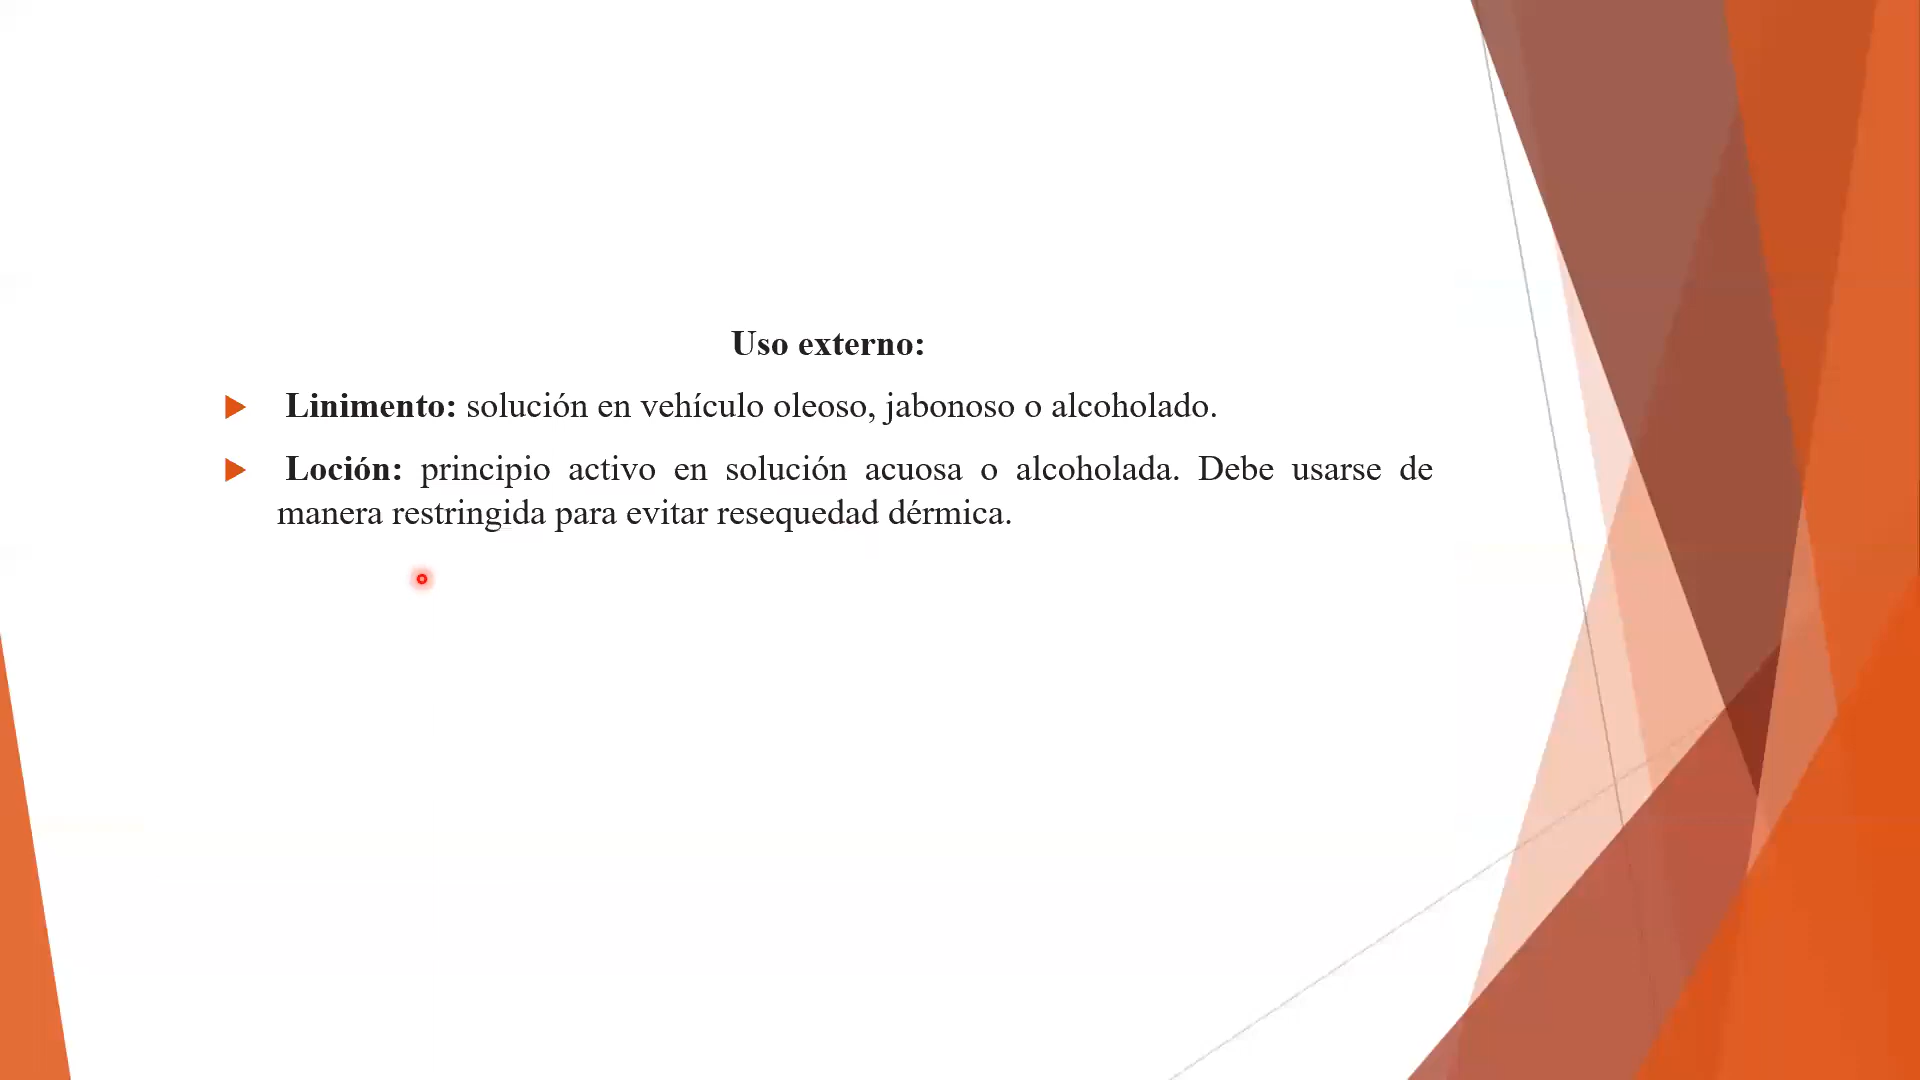 Uso externo:
Linimento: solución en vehículo oleoso, jabonoso o alcoholado.
Loción: principio activo en solución acuosa o alcoholada. Debe usarse de
manera restringida para evitar resequedad dérmica.